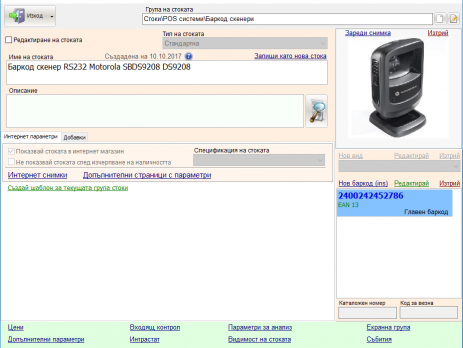 Изход
Група на стоката
Стоки\POS системи\Баркод скенери
Зареди снимка
Изтрий
Редактиране на стоката
Тип на стоката
Стандартна
Име на стоката
Създадена на 10.10.2017
Запиши като нова стока
Баркод скенер RS232 Motorola SBDS9208 DS9208
Описание
Интернет параметри
Добавки
Показвай стоката в интернет магазин
Не показвай стоката след изчерпване на наличността
Спецификация на стоката
Интернет снимки
Допълнителни страници с параметри
Създай шаблон за текущата група стоки
Нов вид
Редактирай
Изтрий
Нов баркод (ins)
Редактирай
Изтрий
2400242452786
EAN 13
Главен баркод
Каталожен номер
Код за везна
Цени
Входящ контрол
Параметри за анализ
Екранна група
Допълнителни параметри
Интрастат
Видимост на стоката
Събития